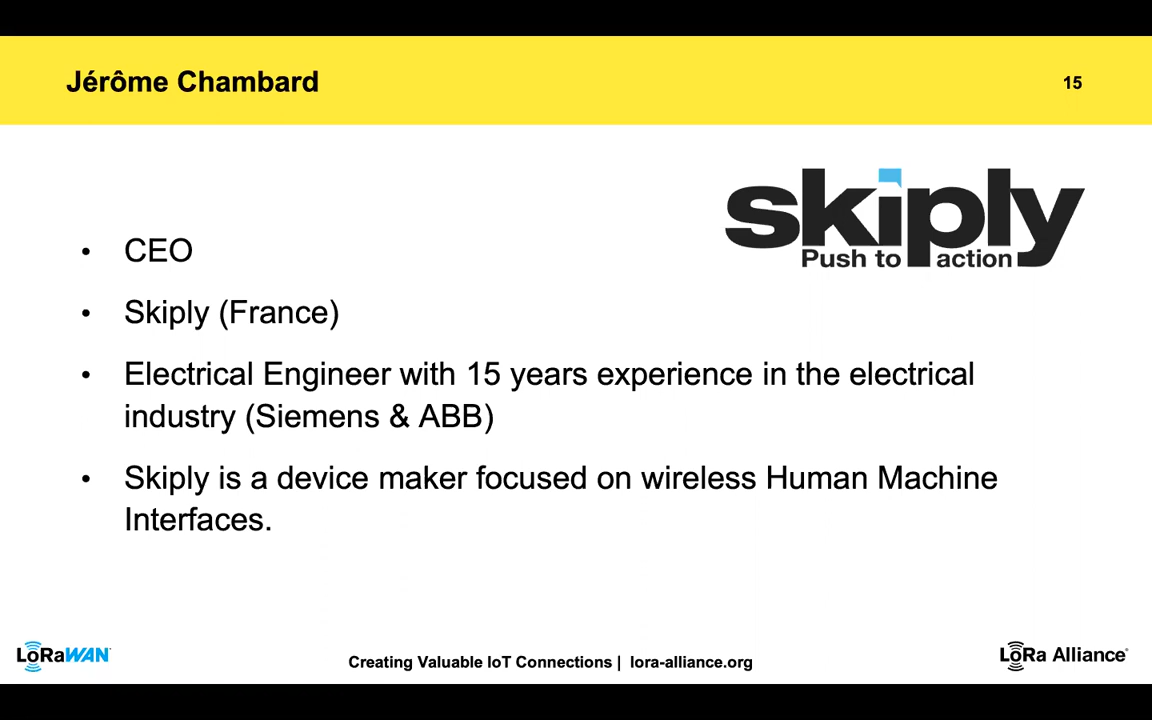 Jérôme Chambard
15
skiply
Push to action
• CEO
• Skiply (France)
• Electrical Engineer with 15 years experience in the electrical
industry (Siemens & ABB)
• Skiply is a device maker focused on wireless Human Machine
Interfaces.
LoRaWAN
Creating Valuable IoT Connections | lora-alliance.org
LoRa Alliance®